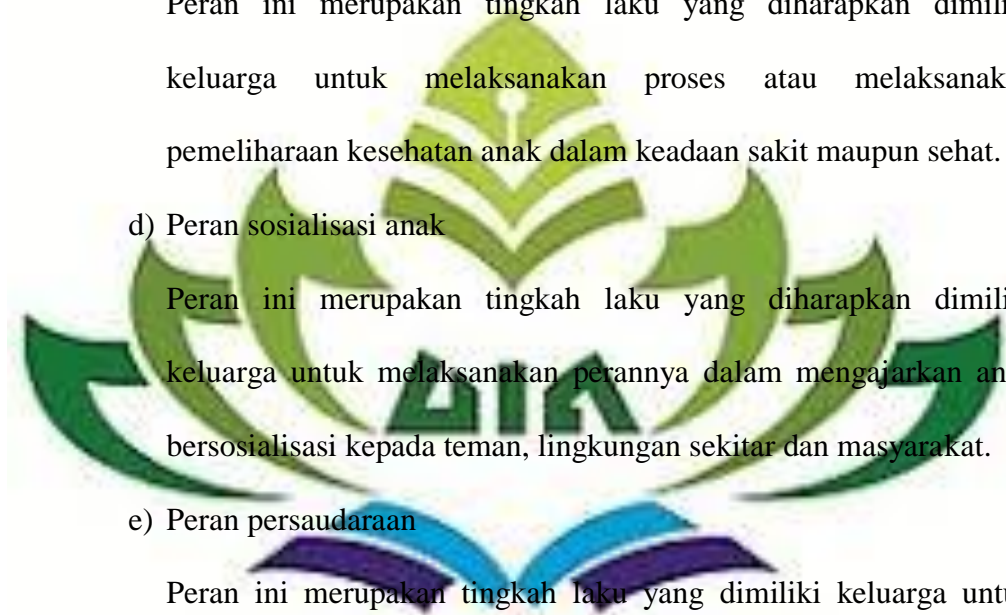 Peran ini merupakan tingkah laku yang diharapkan dimili
keluarga untuk melaksanakan proses atau melaksanak
pemeliharaan kesehatan anak dalam keadaan sakit maupun sehat.
d) Peran sosialisasi anak
Peran ini merupakan tingkah laku yang diharapkan dimili
keluarga untuk melaksanakan perannya dalam mengajarkan an
bersosialisasi kepada teman, lingkungan sekitar dan masyarakat.
e) Peran persaudaraan
Peran ini merupakan tingkah laku yang dimiliki keluarga unt